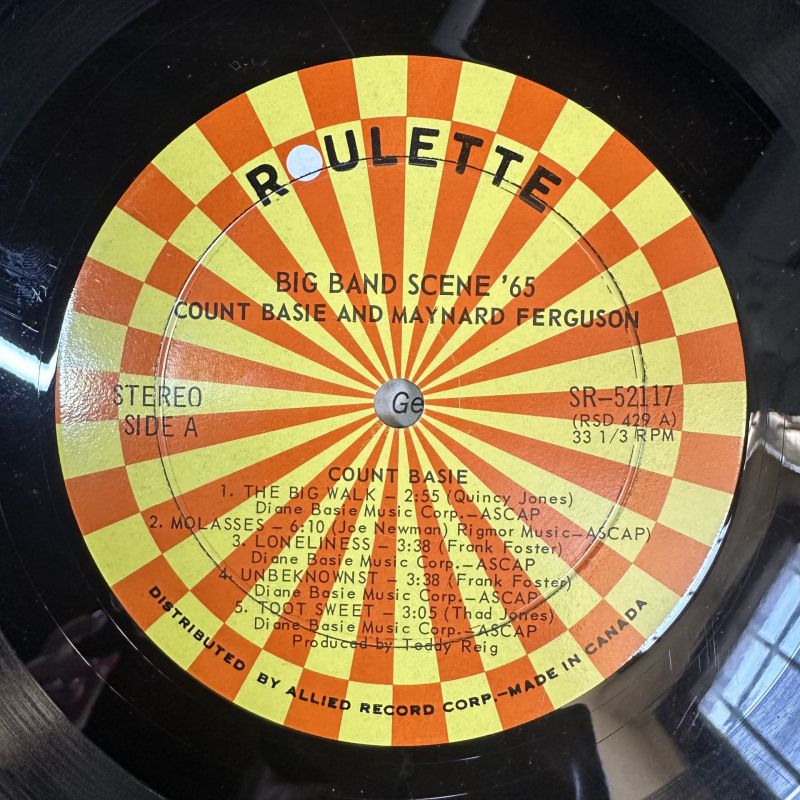 ROULETTE
BIG BAND SCENE '65
COUNT BASIE AND MAYNARD FERGUSON
STEREO
SIDE A
SR-52117
(RSD 429 A)
33 1/3 RPM
Ge
COUNT BASIE
1. THE BIG WALK – 2:55 (Quincy Jones)
Diane Basie Music Corp.–ASCAP
2. MOLASSES – 6:10 (Joe Newman) Rigmor Music–ASCAP)
3. LONELINESS – 3:38 (Frank Foster)
Diane Basie Music Corp.–ASCAP
4. UNBEKNOWNST – 3:38 (Frank Foster)
Diane Basie Music Corp.–ASCAP
5. TOOT SWEET – 3:05 (Thad Jones)
Diane Basie Music Corp.–ASCAP
Produced by Teddy Reig
DISTRIBUTED BY ALLIED RECORD CORP.–MADE IN CANADA